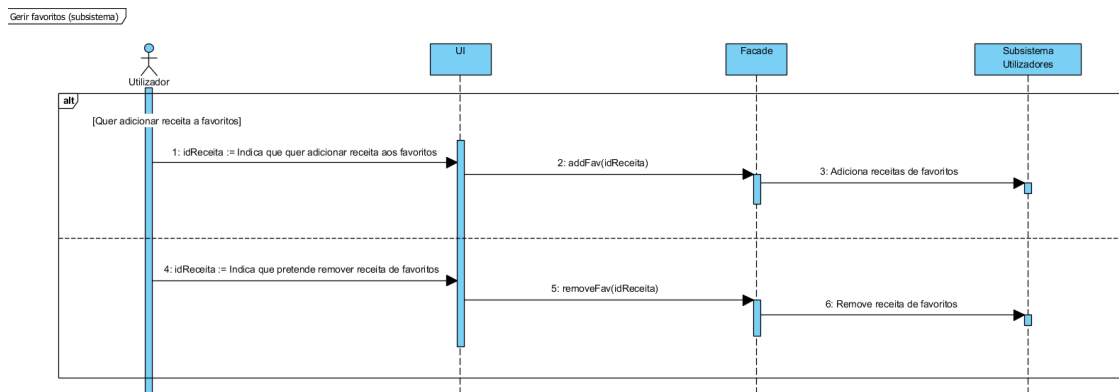 Gerir favoritos (subsistema)
UI
Facade
Subsistema
Utilizadores
Utilizador
alt
[Quer adicionar receita a favoritos]
1: idReceita := Indica que quer adicionar receita aos favoritos
2: addFav(idReceita)
3: Adiciona receitas de favoritos
4: idReceita := Indica que pretende remover receita de favoritos
5: removeFav(idReceita)
6: Remove receita de favoritos